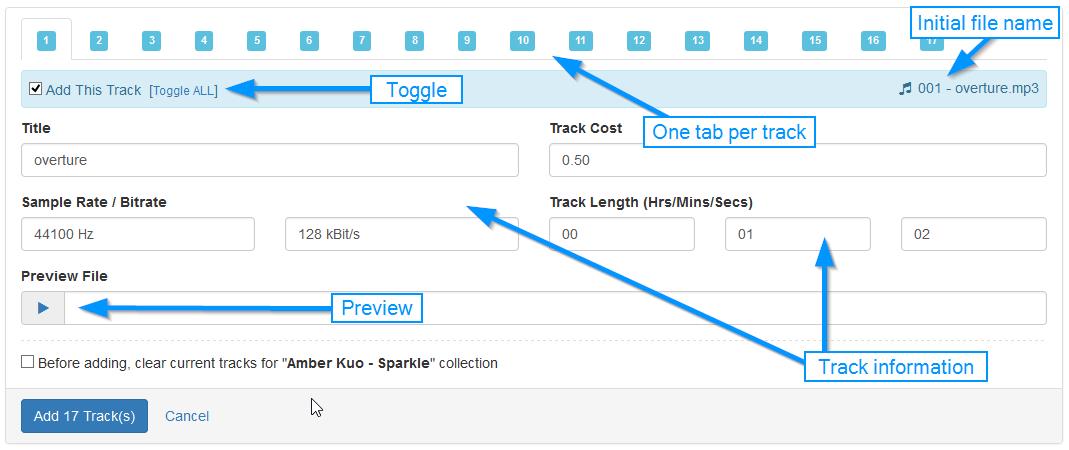 Initial file name
1 2 3 4 5 6 7 8 9 10 11 12 13 14 15 16 17
Add This Track [Toggle ALL]
Toggle
001 - overture.mp3
One tab per track
Title
Track Cost
overture
0.50
Sample Rate / Bitrate
Track Length (Hrs/Mins/Secs)
44100 Hz
128 kBit/s
00
01
02
Preview File
Preview
Before adding, clear current tracks for "Amber Kuo - Sparkle" collection
Track information
Add 17 Track(s)
Cancel